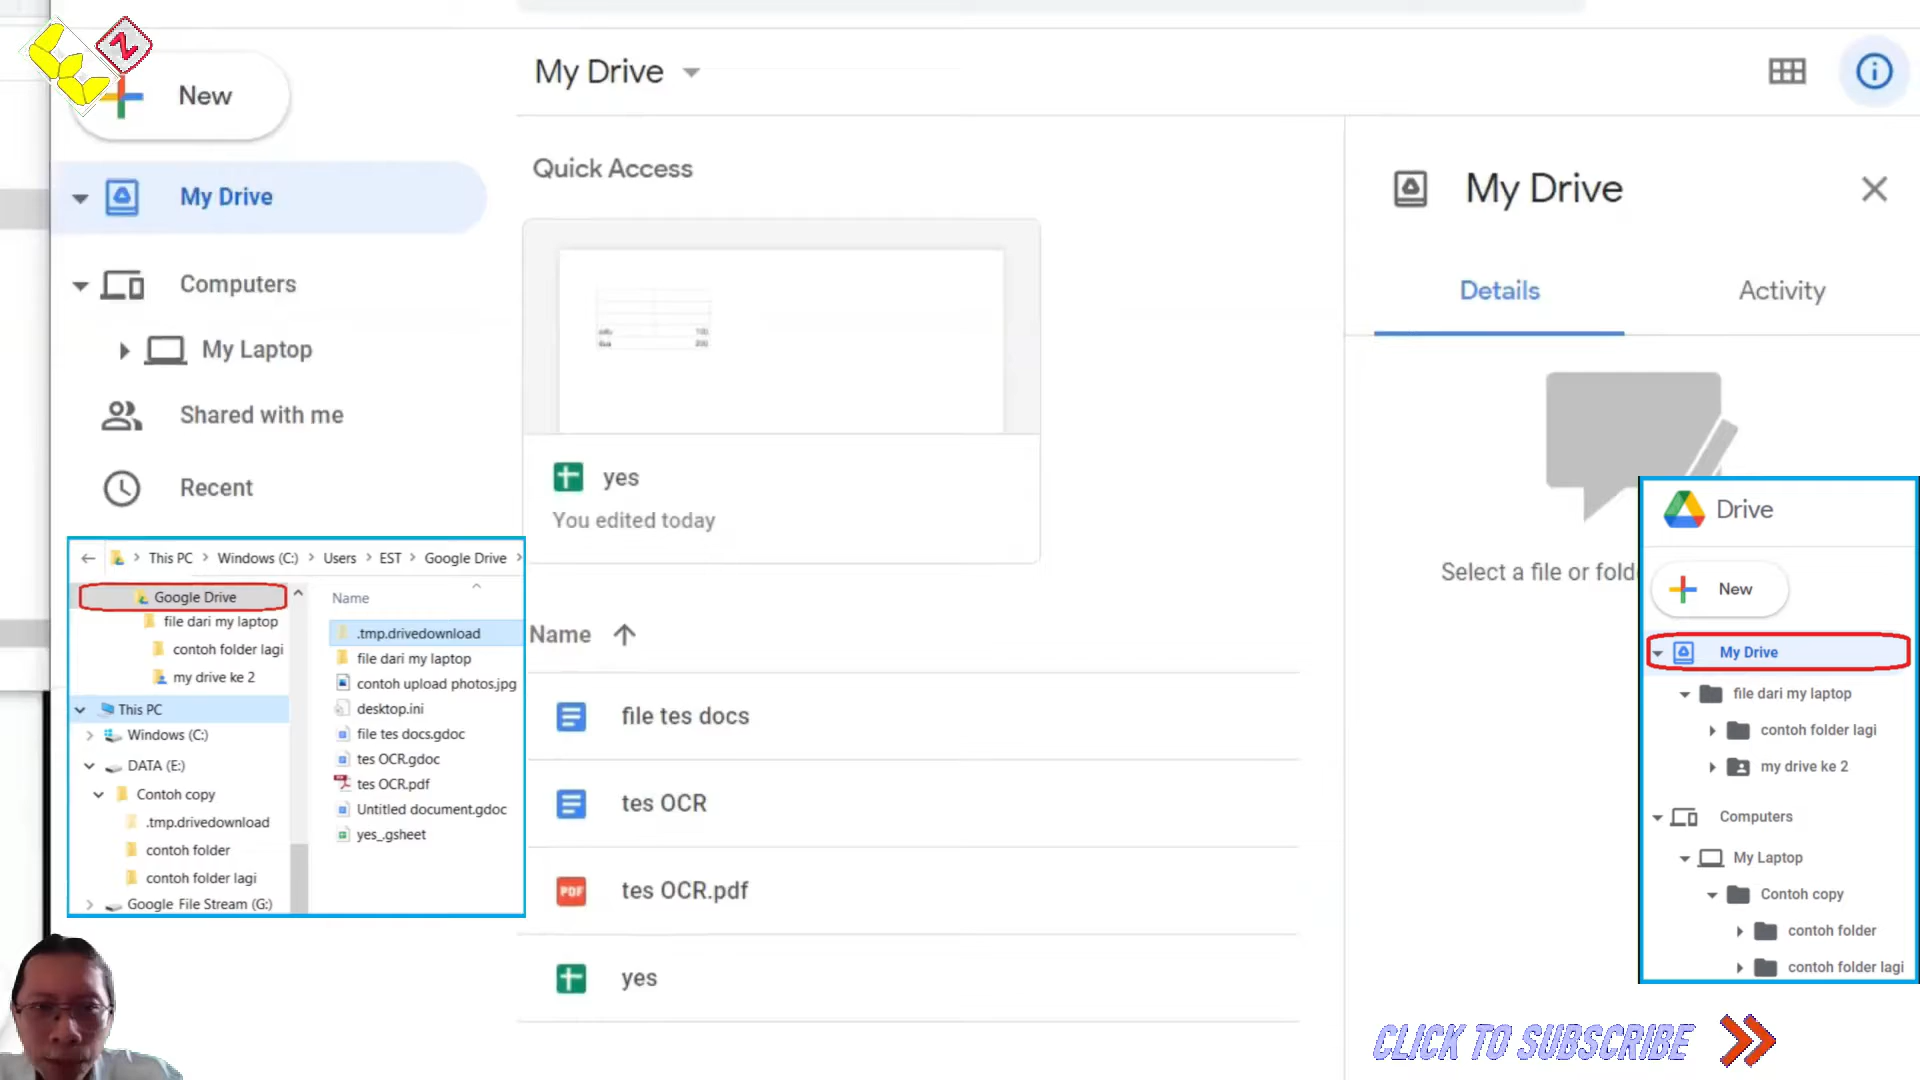 New
My Drive
Computers
My Laptop
Shared with me
Recent
My Drive
Quick Access
yes
You edited today
Name
file tes docs
tes OCR
PDF
tes OCR.pdf
yes
My Drive
Details
Activity
Select a file or fold
This PC
Windows (C:)
Users
EST
Google Drive
Google Drive
file dari my laptop
contoh folder lagi
my drive ke 2
This PC
Windows (C:)
DATA (E:)
Contoh copy
.tmp.drivedownload
contoh folder
contoh folder lagi
Google File Stream (G:)
Name
.tmp.drivedownload
file dari my laptop
contoh upload photos.jpg
desktop.ini
file tes docs.gdoc
tes OCR.gdoc
tes OCR.pdf
Untitled document.gdoc
yes_.gsheet
Drive
New
My Drive
file dari my laptop
contoh folder lagi
my drive ke 2
Computers
My Laptop
Contoh copy
contoh folder
contoh folder lagi
CLICK TO SUBSCRIBE